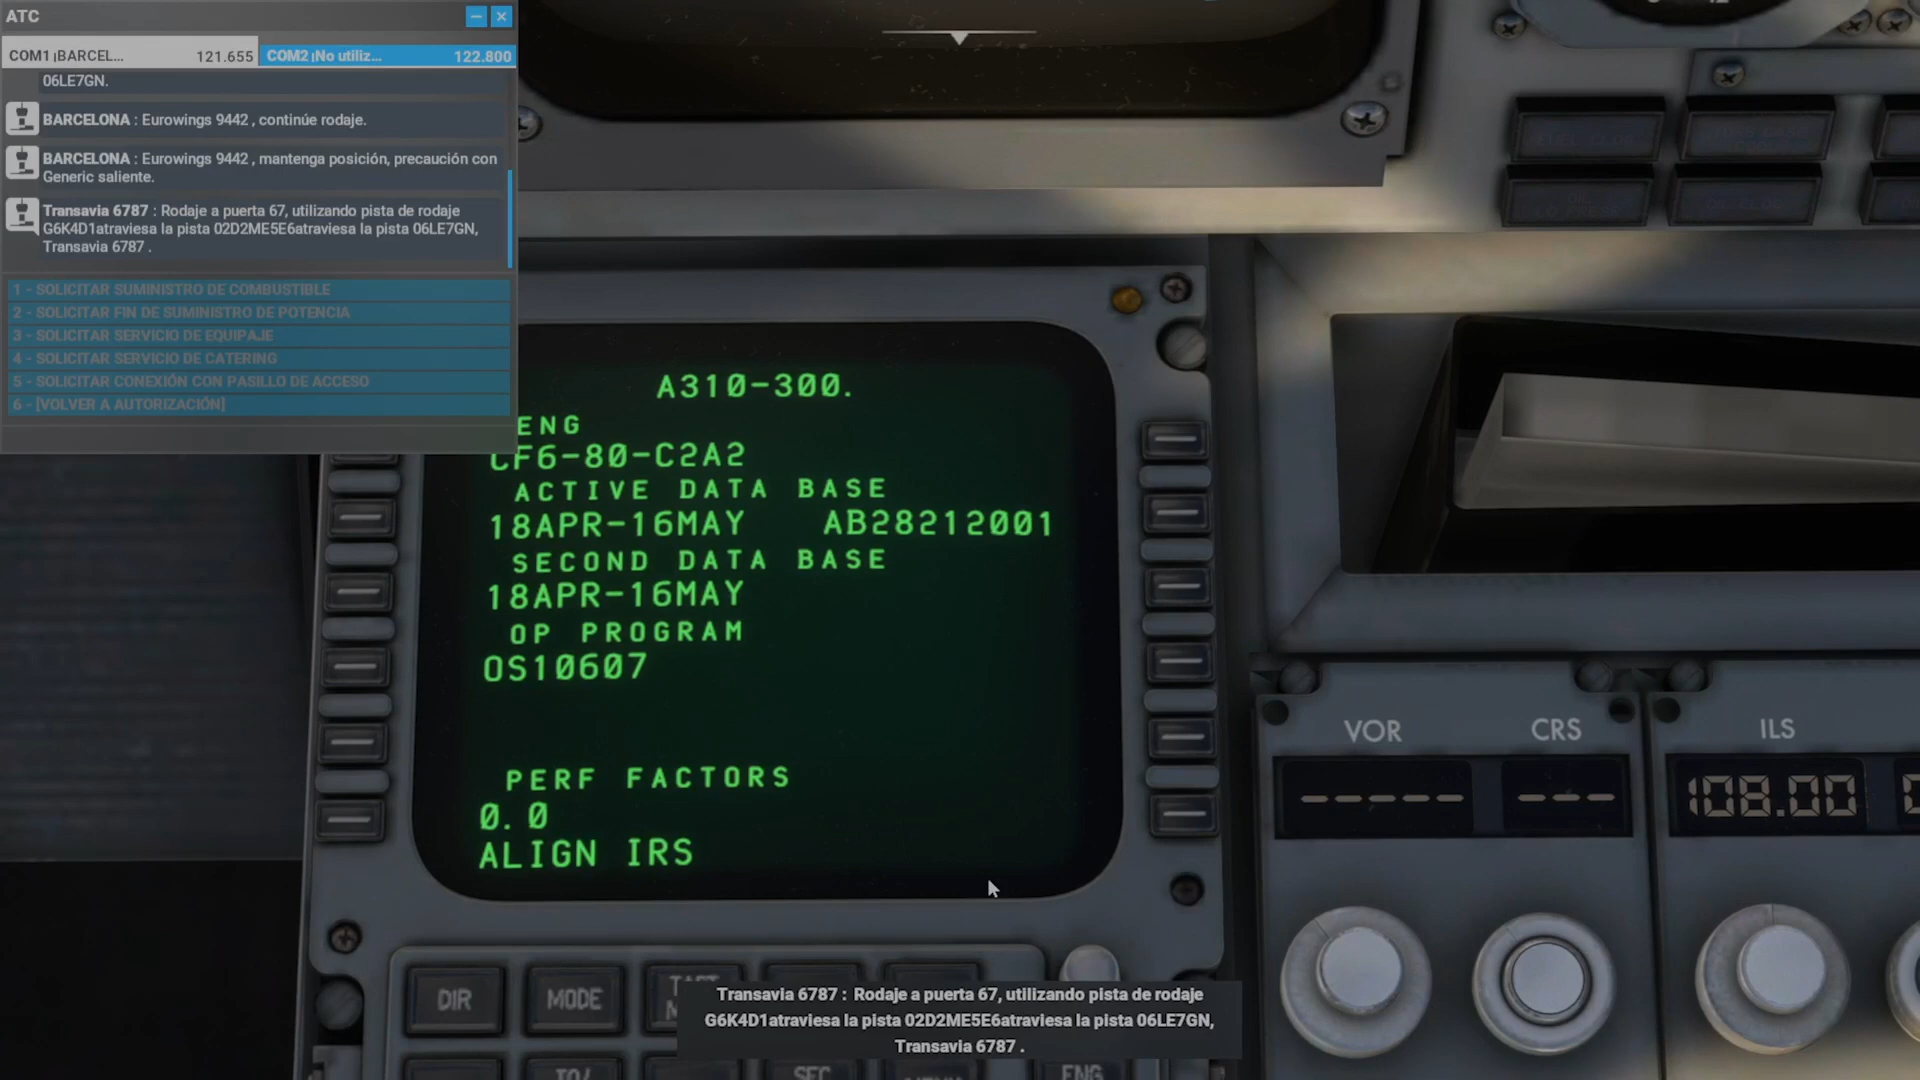 ATC
COM1 ¡BARCEL... 121.655
COM2 ¡No utiliz... 122.800
06LE7GN.
BARCELONA : Eurowings 9442 , continúe rodaje.
BARCELONA : Eurowings 9442 , mantenga posición, precaución con
Generic saliente.
Transavia 6787 : Rodaje a puerta 67, utilizando pista de rodaje
G6K4D1atraviesa la pista 02D2ME5E6atraviesa la pista 06LE7GN,
Transavia 6787 .
1 - SOLICITAR SUMINISTRO DE COMBUSTIBLE
2 - SOLICITAR FIN DE SUMINISTRO DE POTENCIA
3 - SOLICITAR SERVICIO DE EQUIPAJE
4 - SOLICITAR SERVICIO DE CATERING
5 - SOLICITAR CONEXIÓN CON PASILLO DE ACCESO
6 - [VOLVER A AUTORIZACIÓN]
A310-300.
ENG
CF6-80-C2A2
ACTIVE DATA BASE
18APR-16MAY AB28212001
SECOND DATA BASE
18APR-16MAY
OP PROGRAM
OS10607
PERF FACTORS
0.0
ALIGN IRS
VOR CRS ILS
----- --- 108.00
DIR MODE
Transavia 6787 : Rodaje a puerta 67, utilizando pista de rodaje
G6K4D1atraviesa la pista 02D2ME5E6atraviesa la pista 06LE7GN,
Transavia 6787 .
TO/ SEC ENG